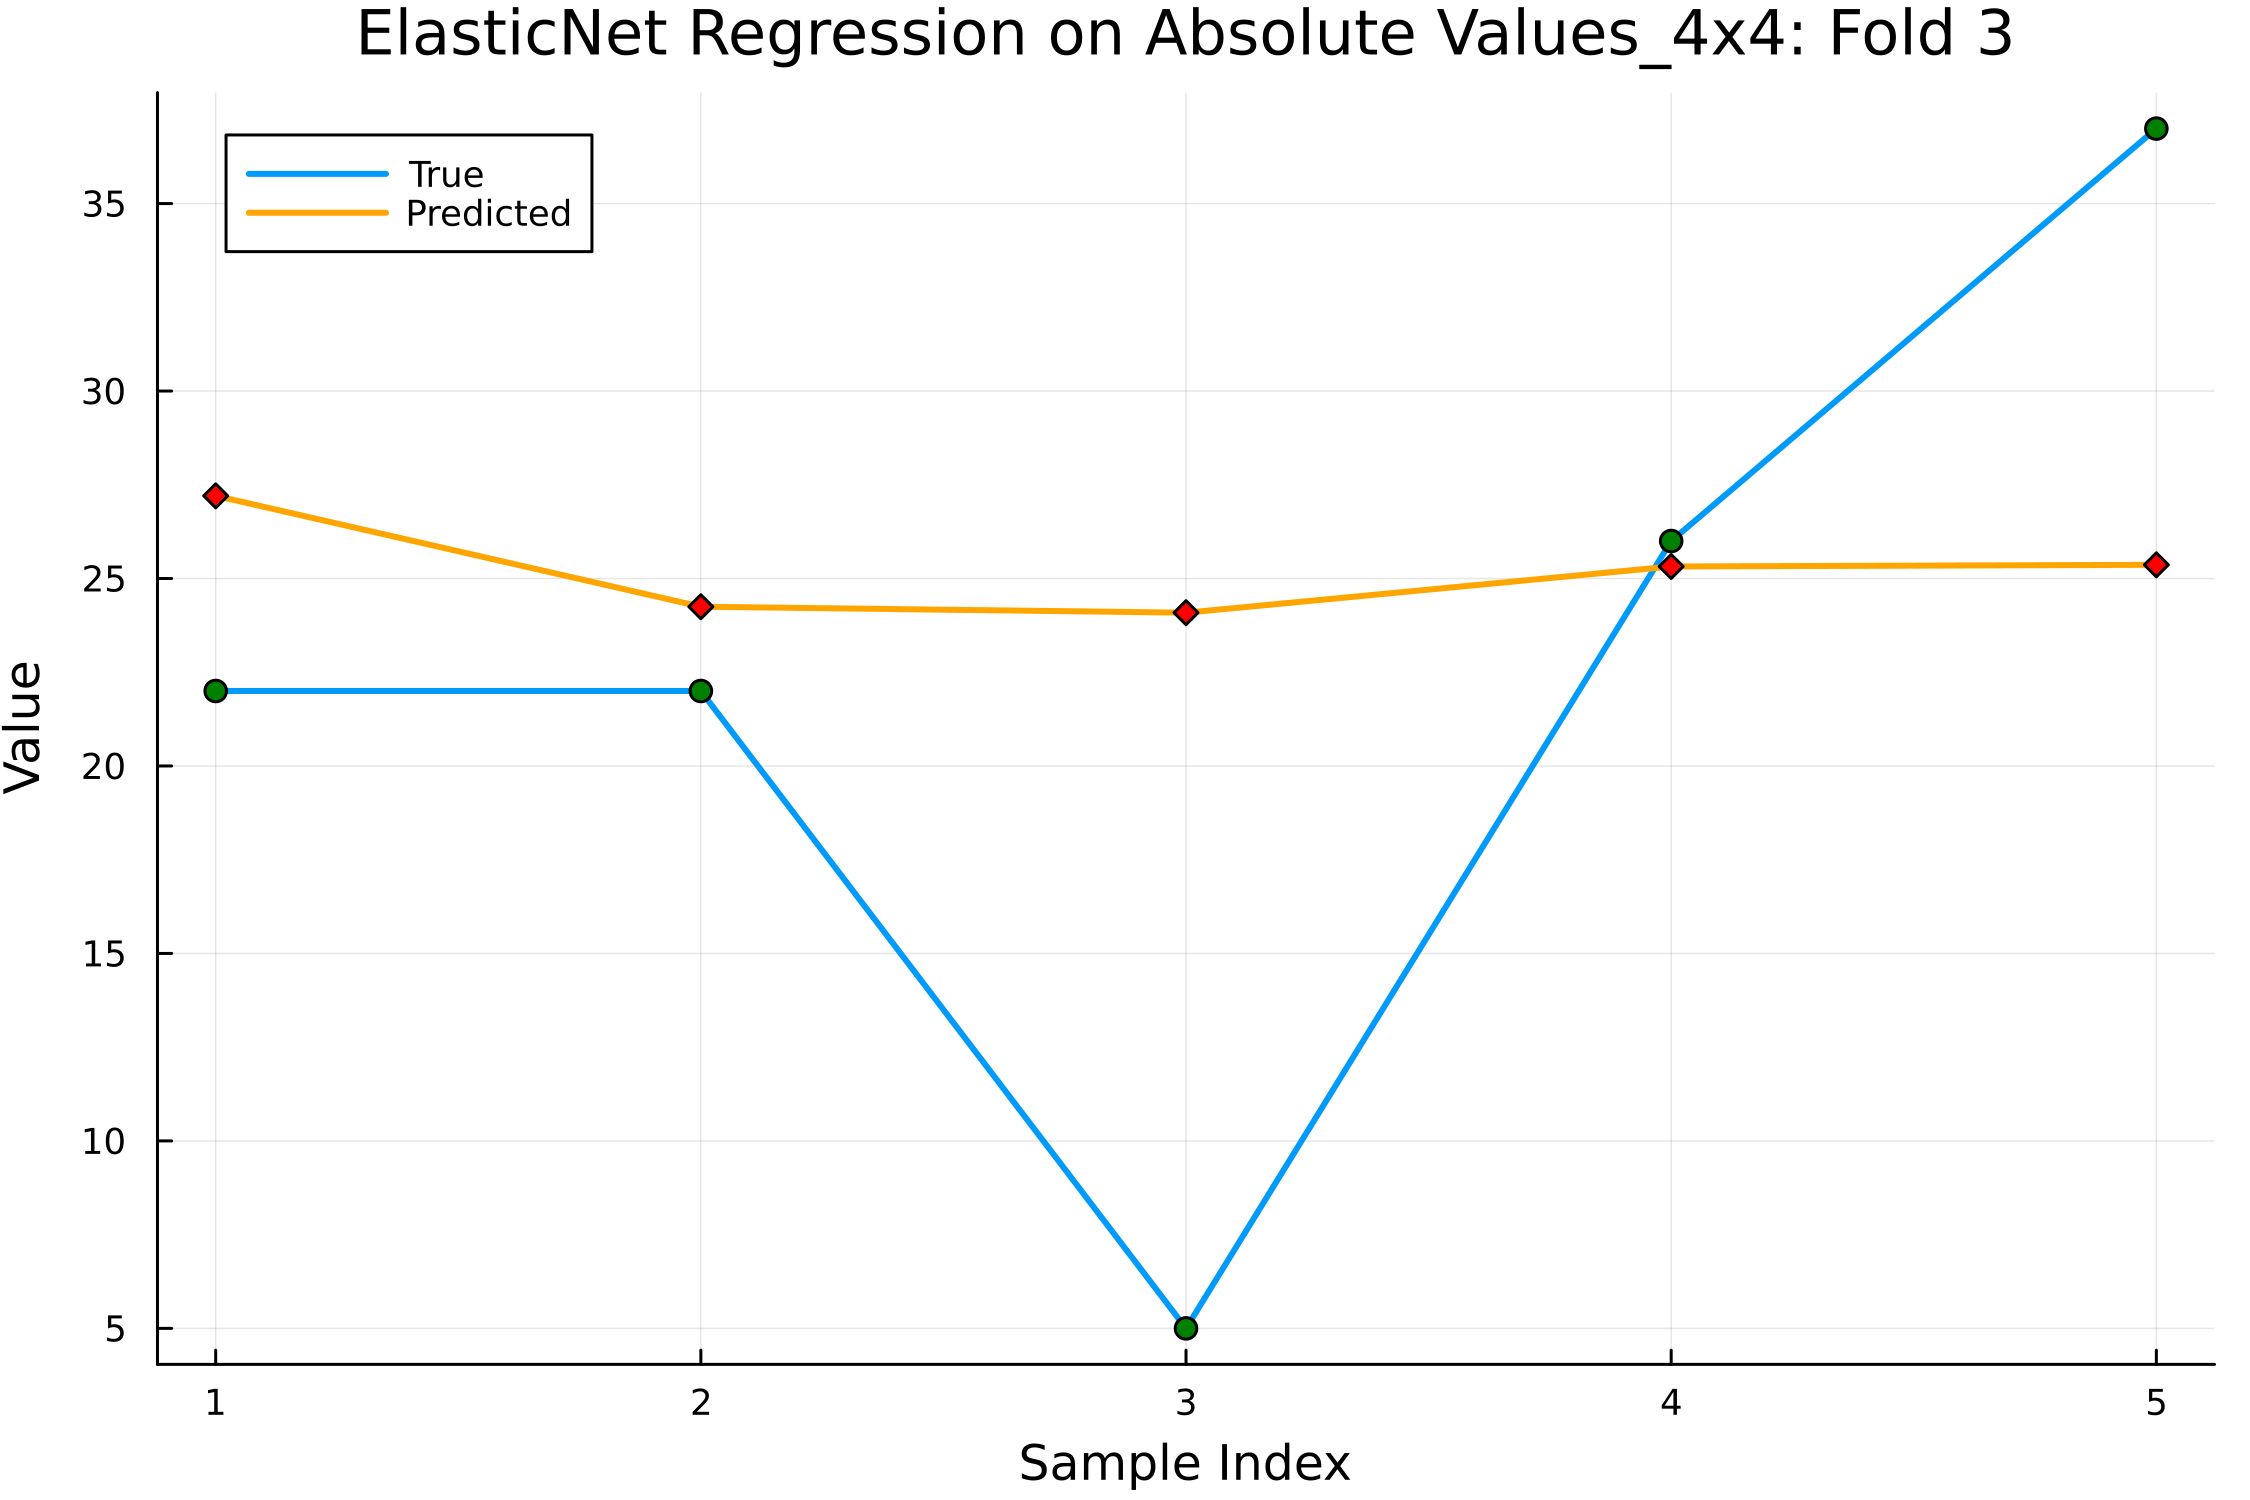 ElasticNet Regression on Absolute Values_4x4: Fold 3
True
Predicted
35
30
25
20
15
10
5
Value
1 2 3 4 5
Sample Index